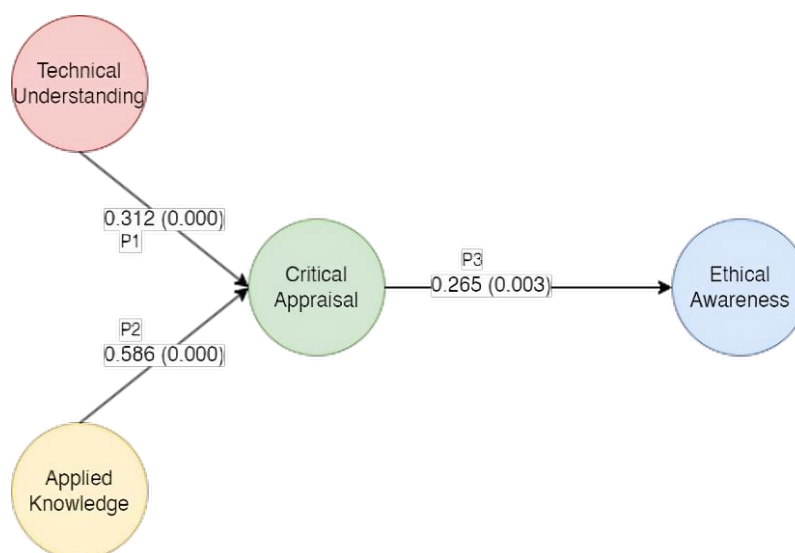 Technical
Understanding
0.312 (0.000)
P1
Critical
Appraisal
P3
0.265 (0.003)
Ethical
Awareness
P2
0.586 (0.000)
Applied
Knowledge